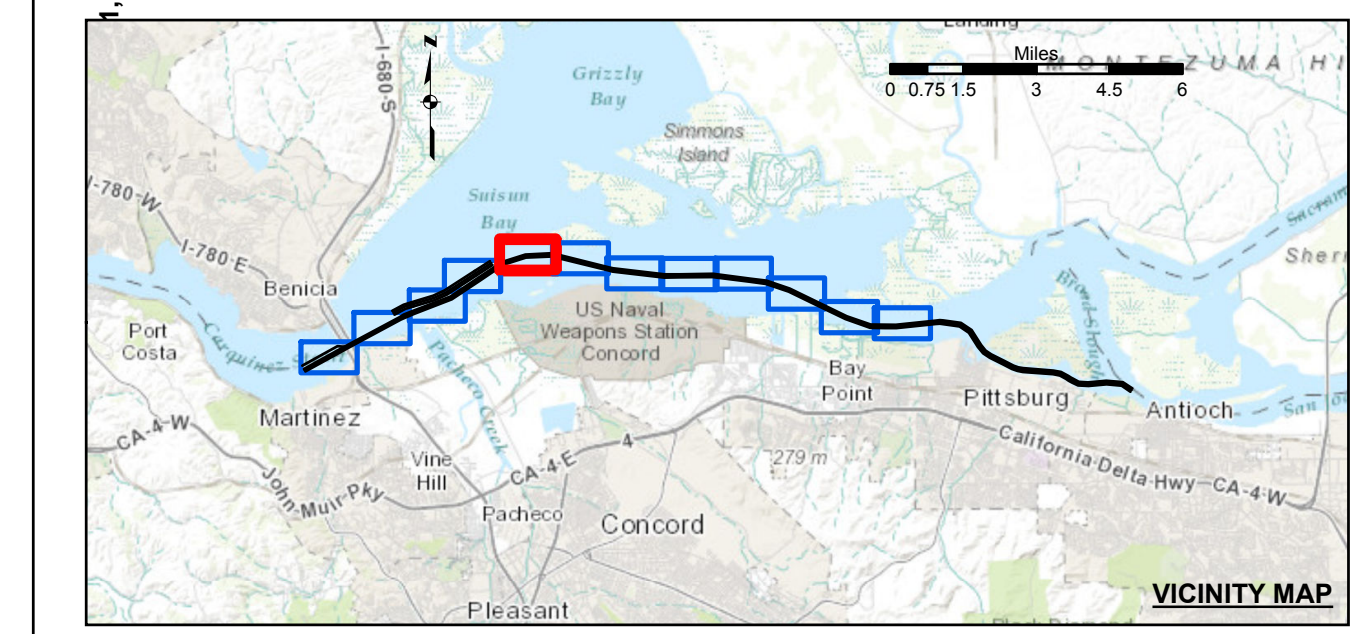 Landing
N
I-680-S
Grizzly
Bay
Miles
MONTEZUMA HI
0 0.75 1.5 3 4.5 6
Simmons
Island
I-780-W
Suisun
Bay
I-780 E
Benicia
Port
Costa
Carquinez
US Naval
Weapons Station
Concord
Pacheco Creek
Broad Slough
Bay
Point
Pittsburg
Antioch
Martinez
CA-4-W
John Muir Pky
Vine
Hill
CA-4-E
4
279 m
California Delta Hwy
CA-4-W
Pacheco
Concord
Pleasant
VICINITY MAP